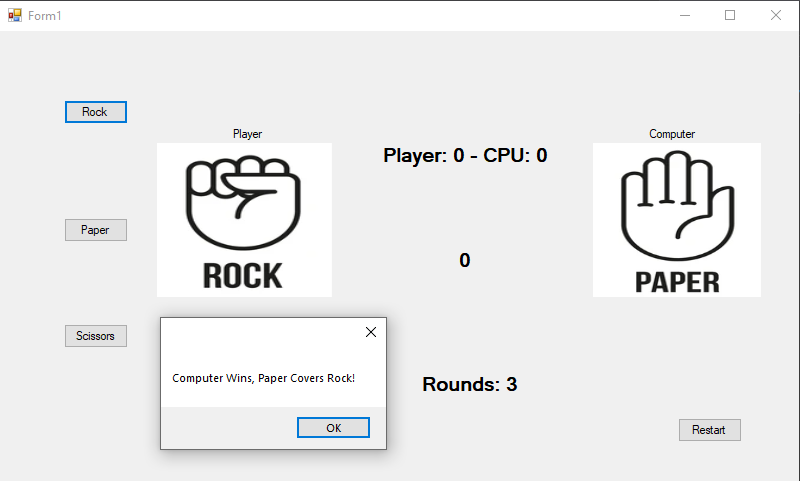 Form1
Rock
Player
Computer
Player: 0 - CPU: 0
Paper
ROCK
0
PAPER
Scissors
Computer Wins, Paper Covers Rock!
Rounds: 3
OK
Restart